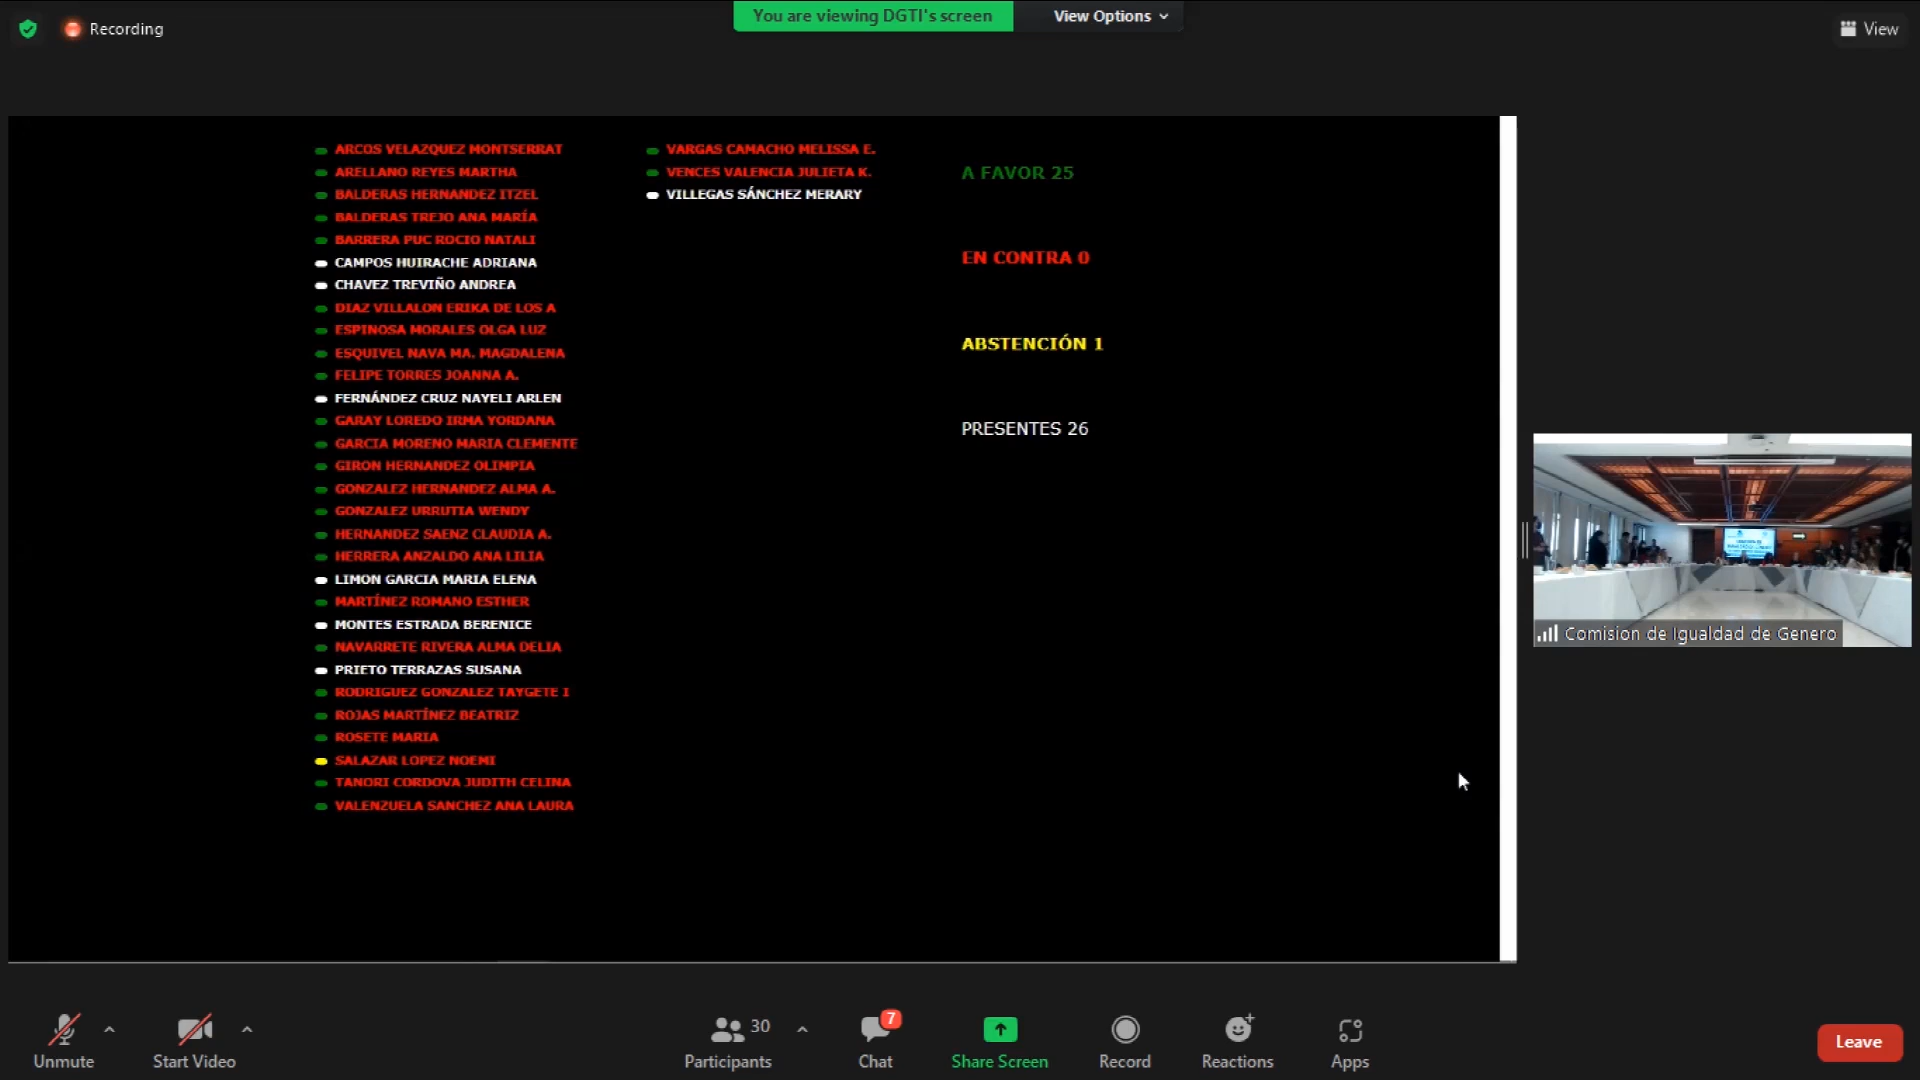 Recording
You are viewing DGTI's screen
View Options
View
ARCOS VELAZQUEZ MONTSERRAT
ARELLANO REYES MARTHA
BALDERAS HERNANDEZ ITZEL
BALDERAS TREJO ANA MARÍA
BARRERA PUC ROCIO NATALI
CAMPOS HUIRACHE ADRIANA
CHAVEZ TREVIÑO ANDREA
DIAZ VILLALON ERIKA DE LOS A
ESPINOSA MORALES OLGA LUZ
ESQUIVEL NAVA MA. MAGDALENA
FELIPE TORRES JOANNA A.
FERNÁNDEZ CRUZ NAYELI ARLEN
GARAY LOREDO IRMA YORDANA
GARCIA MORENO MARIA CLEMENTE
GIRON HERNANDEZ OLIMPIA
GONZALEZ HERNANDEZ ALMA A.
GONZALEZ URRUTIA WENDY
HERNANDEZ SAENZ CLAUDIA A.
HERRERA ANZALDO ANA LILIA
LIMON GARCIA MARIA ELENA
MARTÍNEZ ROMANO ESTHER
MONTES ESTRADA BERENICE
NAVARRETE RIVERA ALMA DELIA
PRIETO TERRAZAS SUSANA
RODRIGUEZ GONZALEZ TAYGETE I
ROJAS MARTÍNEZ BEATRIZ
ROSETE MARIA
SALAZAR LOPEZ NOEMI
TANORI CORDOVA JUDITH CELINA
VALENZUELA SANCHEZ ANA LAURA
VARGAS CAMACHO MELISSA E.
VENCES VALENCIA JULIETA K.
VILLEGAS SÁNCHEZ MERARY
A FAVOR 25
EN CONTRA 0
ABSTENCIÓN 1
PRESENTES 26
Comision de Igualdad de Genero
Unmute
Start Video
30
Participants
7
Chat
Share Screen
Record
Reactions
Apps
Leave